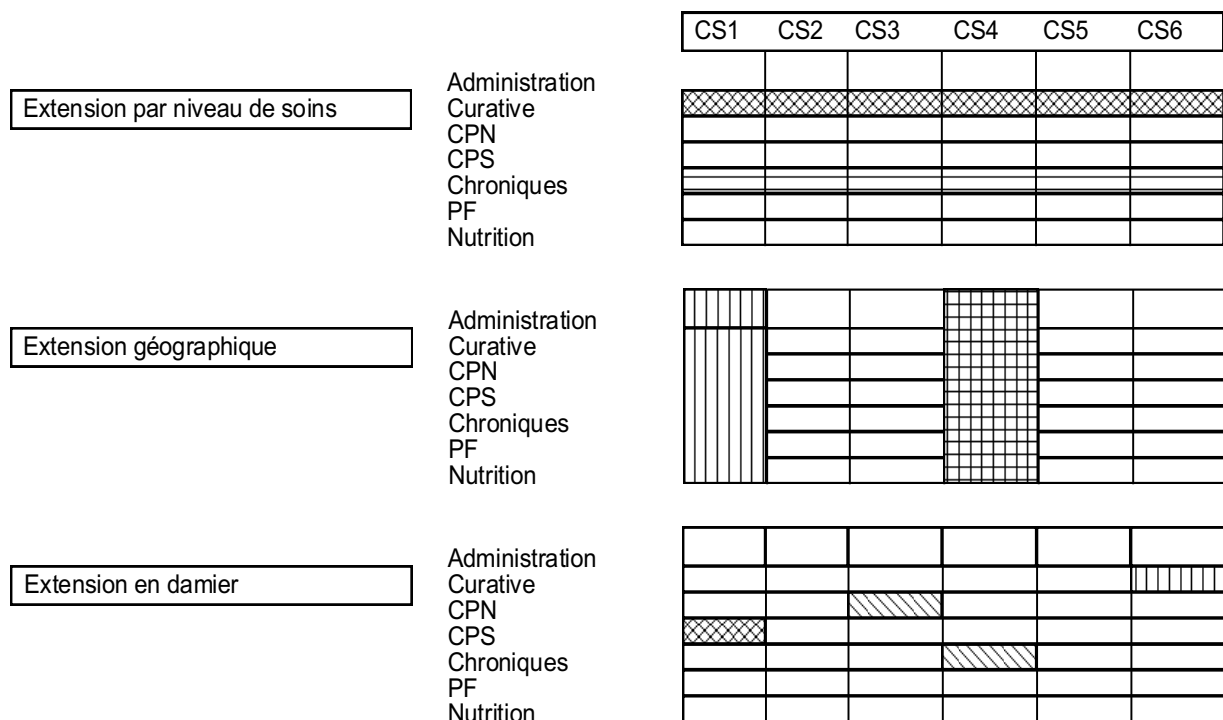 CS1 CS2 CS3 CS4 CS5 CS6
Extension par niveau de soins
Administration
Curative
CPN
CPS
Chroniques
PF
Nutrition
Extension géographique
Administration
Curative
CPN
CPS
Chroniques
PF
Nutrition
Extension en damier
Administration
Curative
CPN
CPS
Chroniques
PF
Nutrition